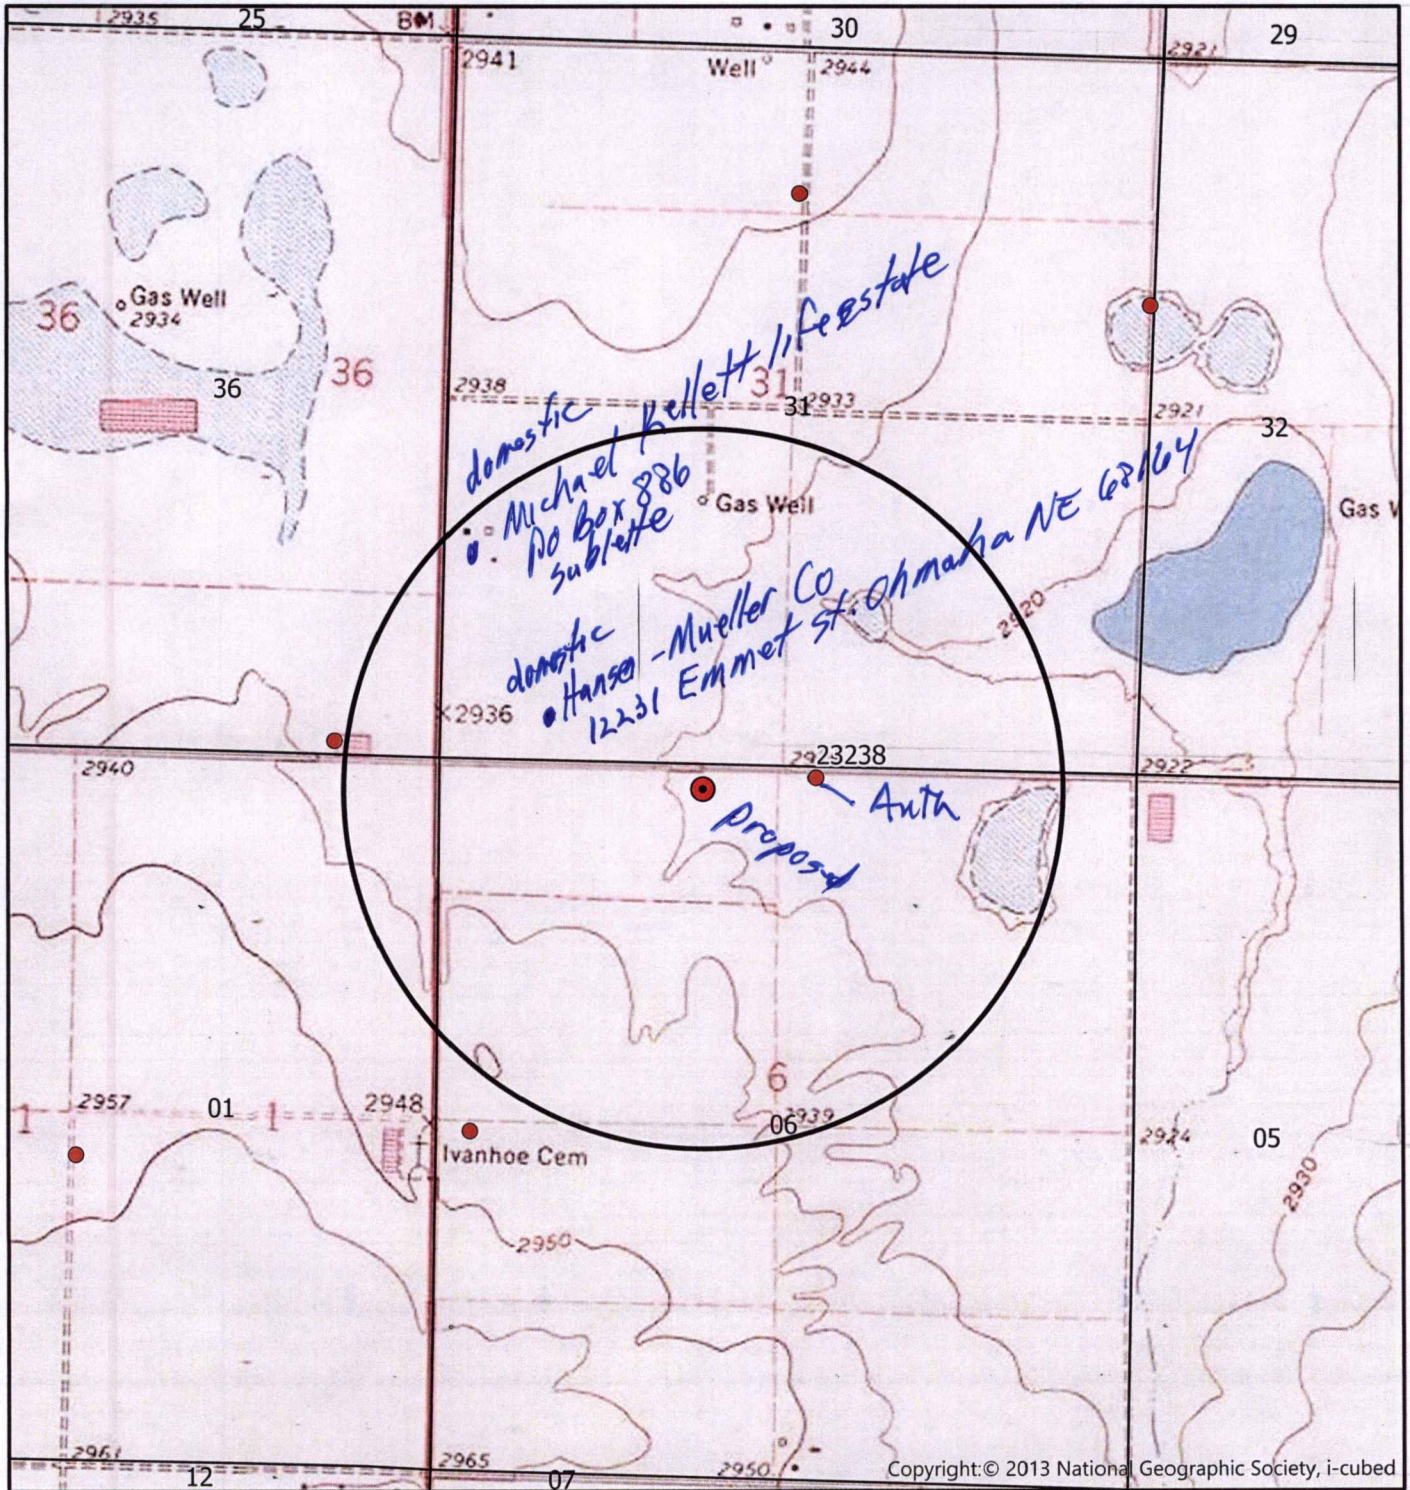 2935
25
BM
30
29
2941
Well
2944
2921
Gas Well
2934
36
36
36
2938
31
31
2933
2921
32
domestic
Michael Kellett lifeestate
PO Box 886
Sublette
Gas Well
Gas W
domestic
Hansen-Mueller Co
12231 Emmet St. Ohmaha NE 68164
2920
2936
2940
23238
2922
Auth
proposed
6
2957
01
1
1
2948
2939
06
2924
05
Ivanhoe Cem
2930
2950
2961
12
2965
07
2950
Copyright:© 2013 National Geographic Society, i-cubed